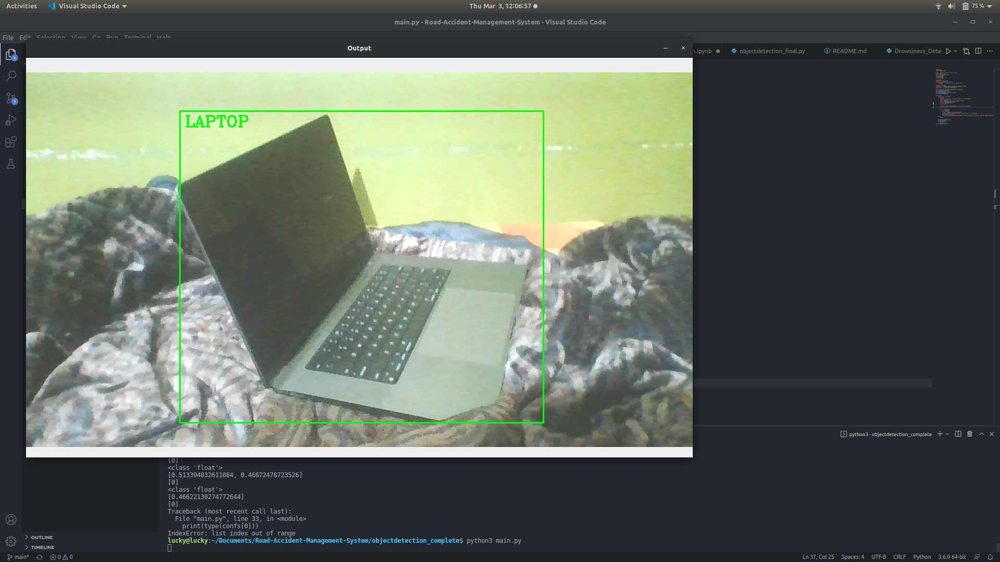 Activities Visual Studio Code Thu Mar 3, 12:06:57 75 %
main.py - Road-Accident-Management-System - Visual Studio Code
File Edit Selection View Go Run Terminal Help
Output
n.ipynb objectdetection_final.py README.md Drowsiness_Dete
1
1
LAPTOP
python3 - objectdetection_complete
[0]
<class 'float'>
[0.513394832611084, 0.46872478723526]
[0]
<class 'float'>
[0.46622130274772644]
[0]
Traceback (most recent call last):
File "main.py", line 33, in <module>
print(type(confs[0]))
IndexError: list index out of range
lucky@lucky:~/Documents/Road-Accident-Management-System/objectdetection_complete$ python3 main.py
OUTLINE
TIMELINE
main* 0 0 Ln 37, Col 25 Spaces: 4 UTF-8 CRLF Python 3.6.9 64-bit